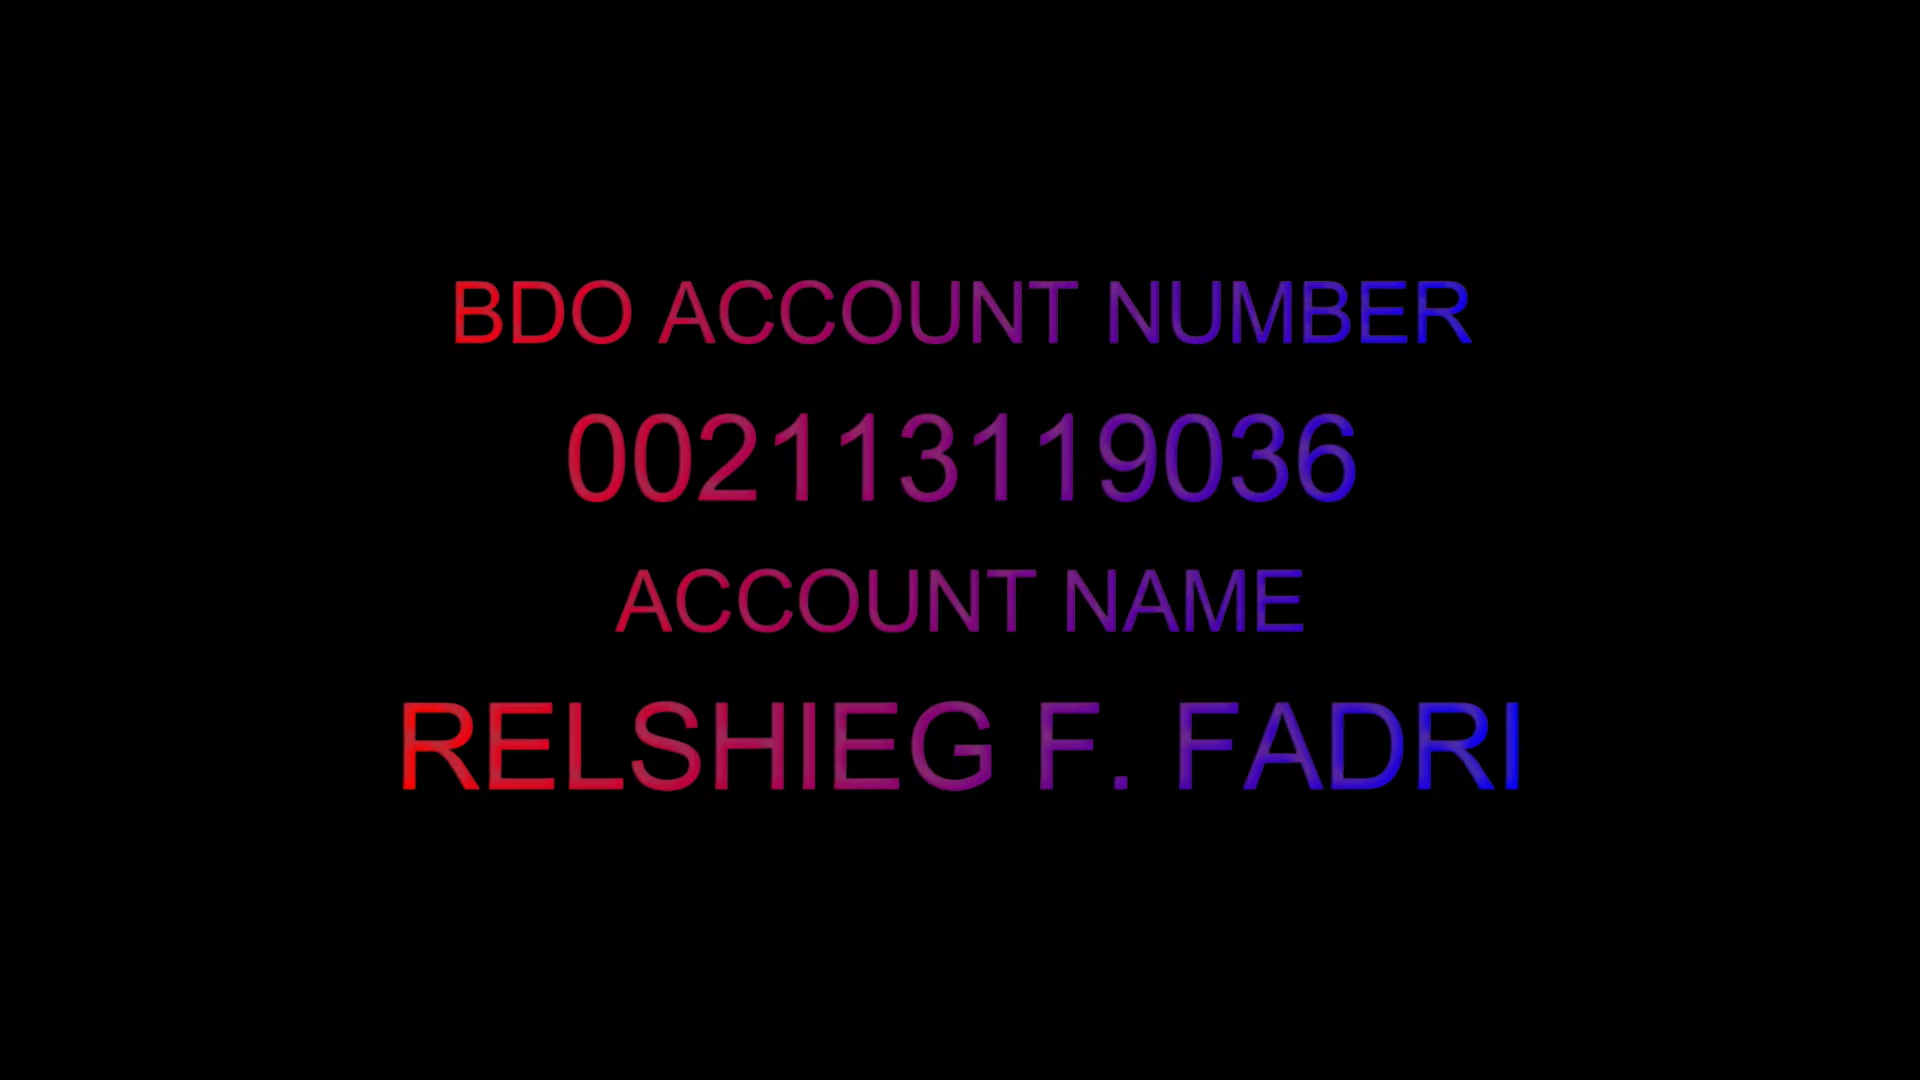 BDO ACCOUNT NUMBER
002113119036
ACCOUNT NAME
RELSHIEG F. FADRI